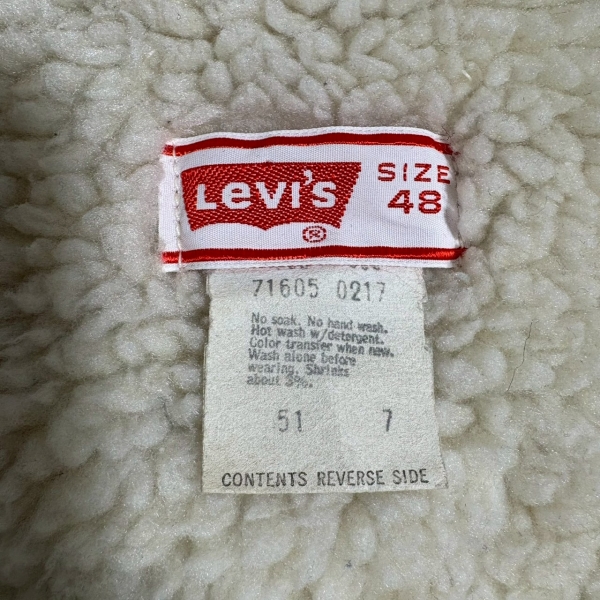 Levi's SIZE
® 48
71605 0217
No soak. No hand wash.
Hot wash w/detergent.
Color transfer when new.
Wash alone before
wearing. Shrinks
about 3%.
51 7
CONTENTS REVERSE SIDE